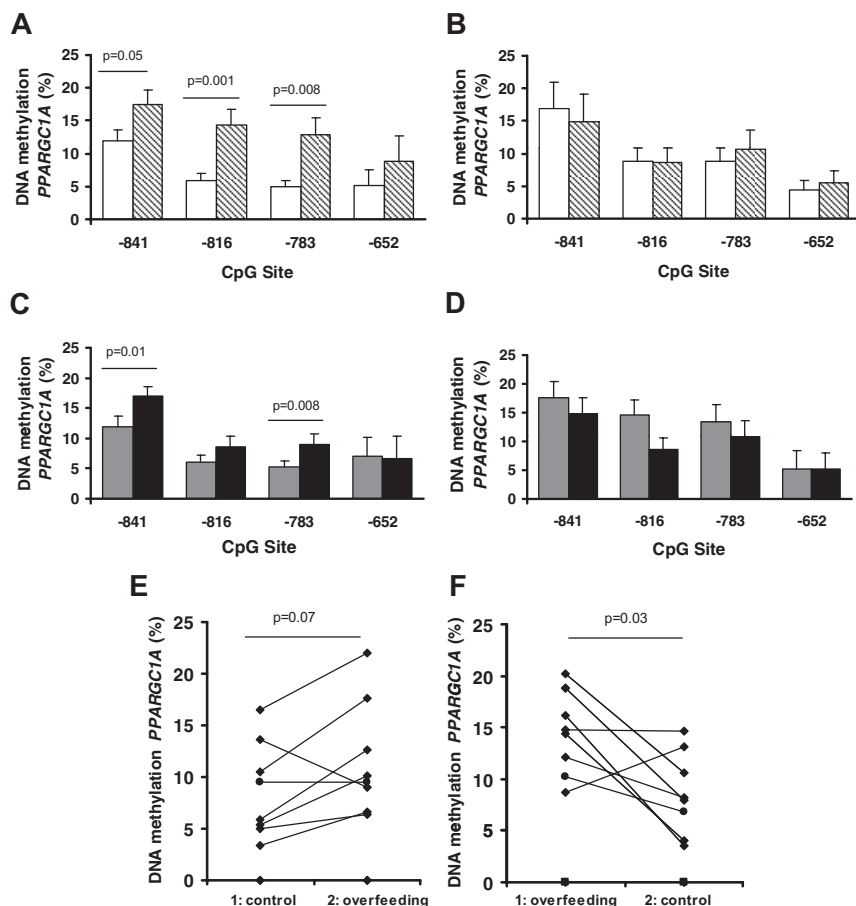 A
p=0.05
p=0.001
p=0.008
DNA methylation
PPARGC1A (%)
25
20
15
10
5
0
-841 -816 -783 -652
CpG Site
B
DNA methylation
PPARGC1A (%)
25
20
15
10
5
0
-841 -816 -783 -652
CpG Site
C
p=0.01
p=0.008
DNA methylation
PPARGC1A (%)
25
20
15
10
5
0
-841 -816 -783 -652
CpG Site
D
DNA methylation
PPARGC1A (%)
25
20
15
10
5
0
-841 -816 -783 -652
CpG Site
E
p=0.07
DNA methylation PPARGC1A (%)
25
20
15
10
5
0
1: control 2: overfeeding
F
p=0.03
DNA methylation PPARGC1A (%)
25
20
15
10
5
0
1: overfeeding 2: control